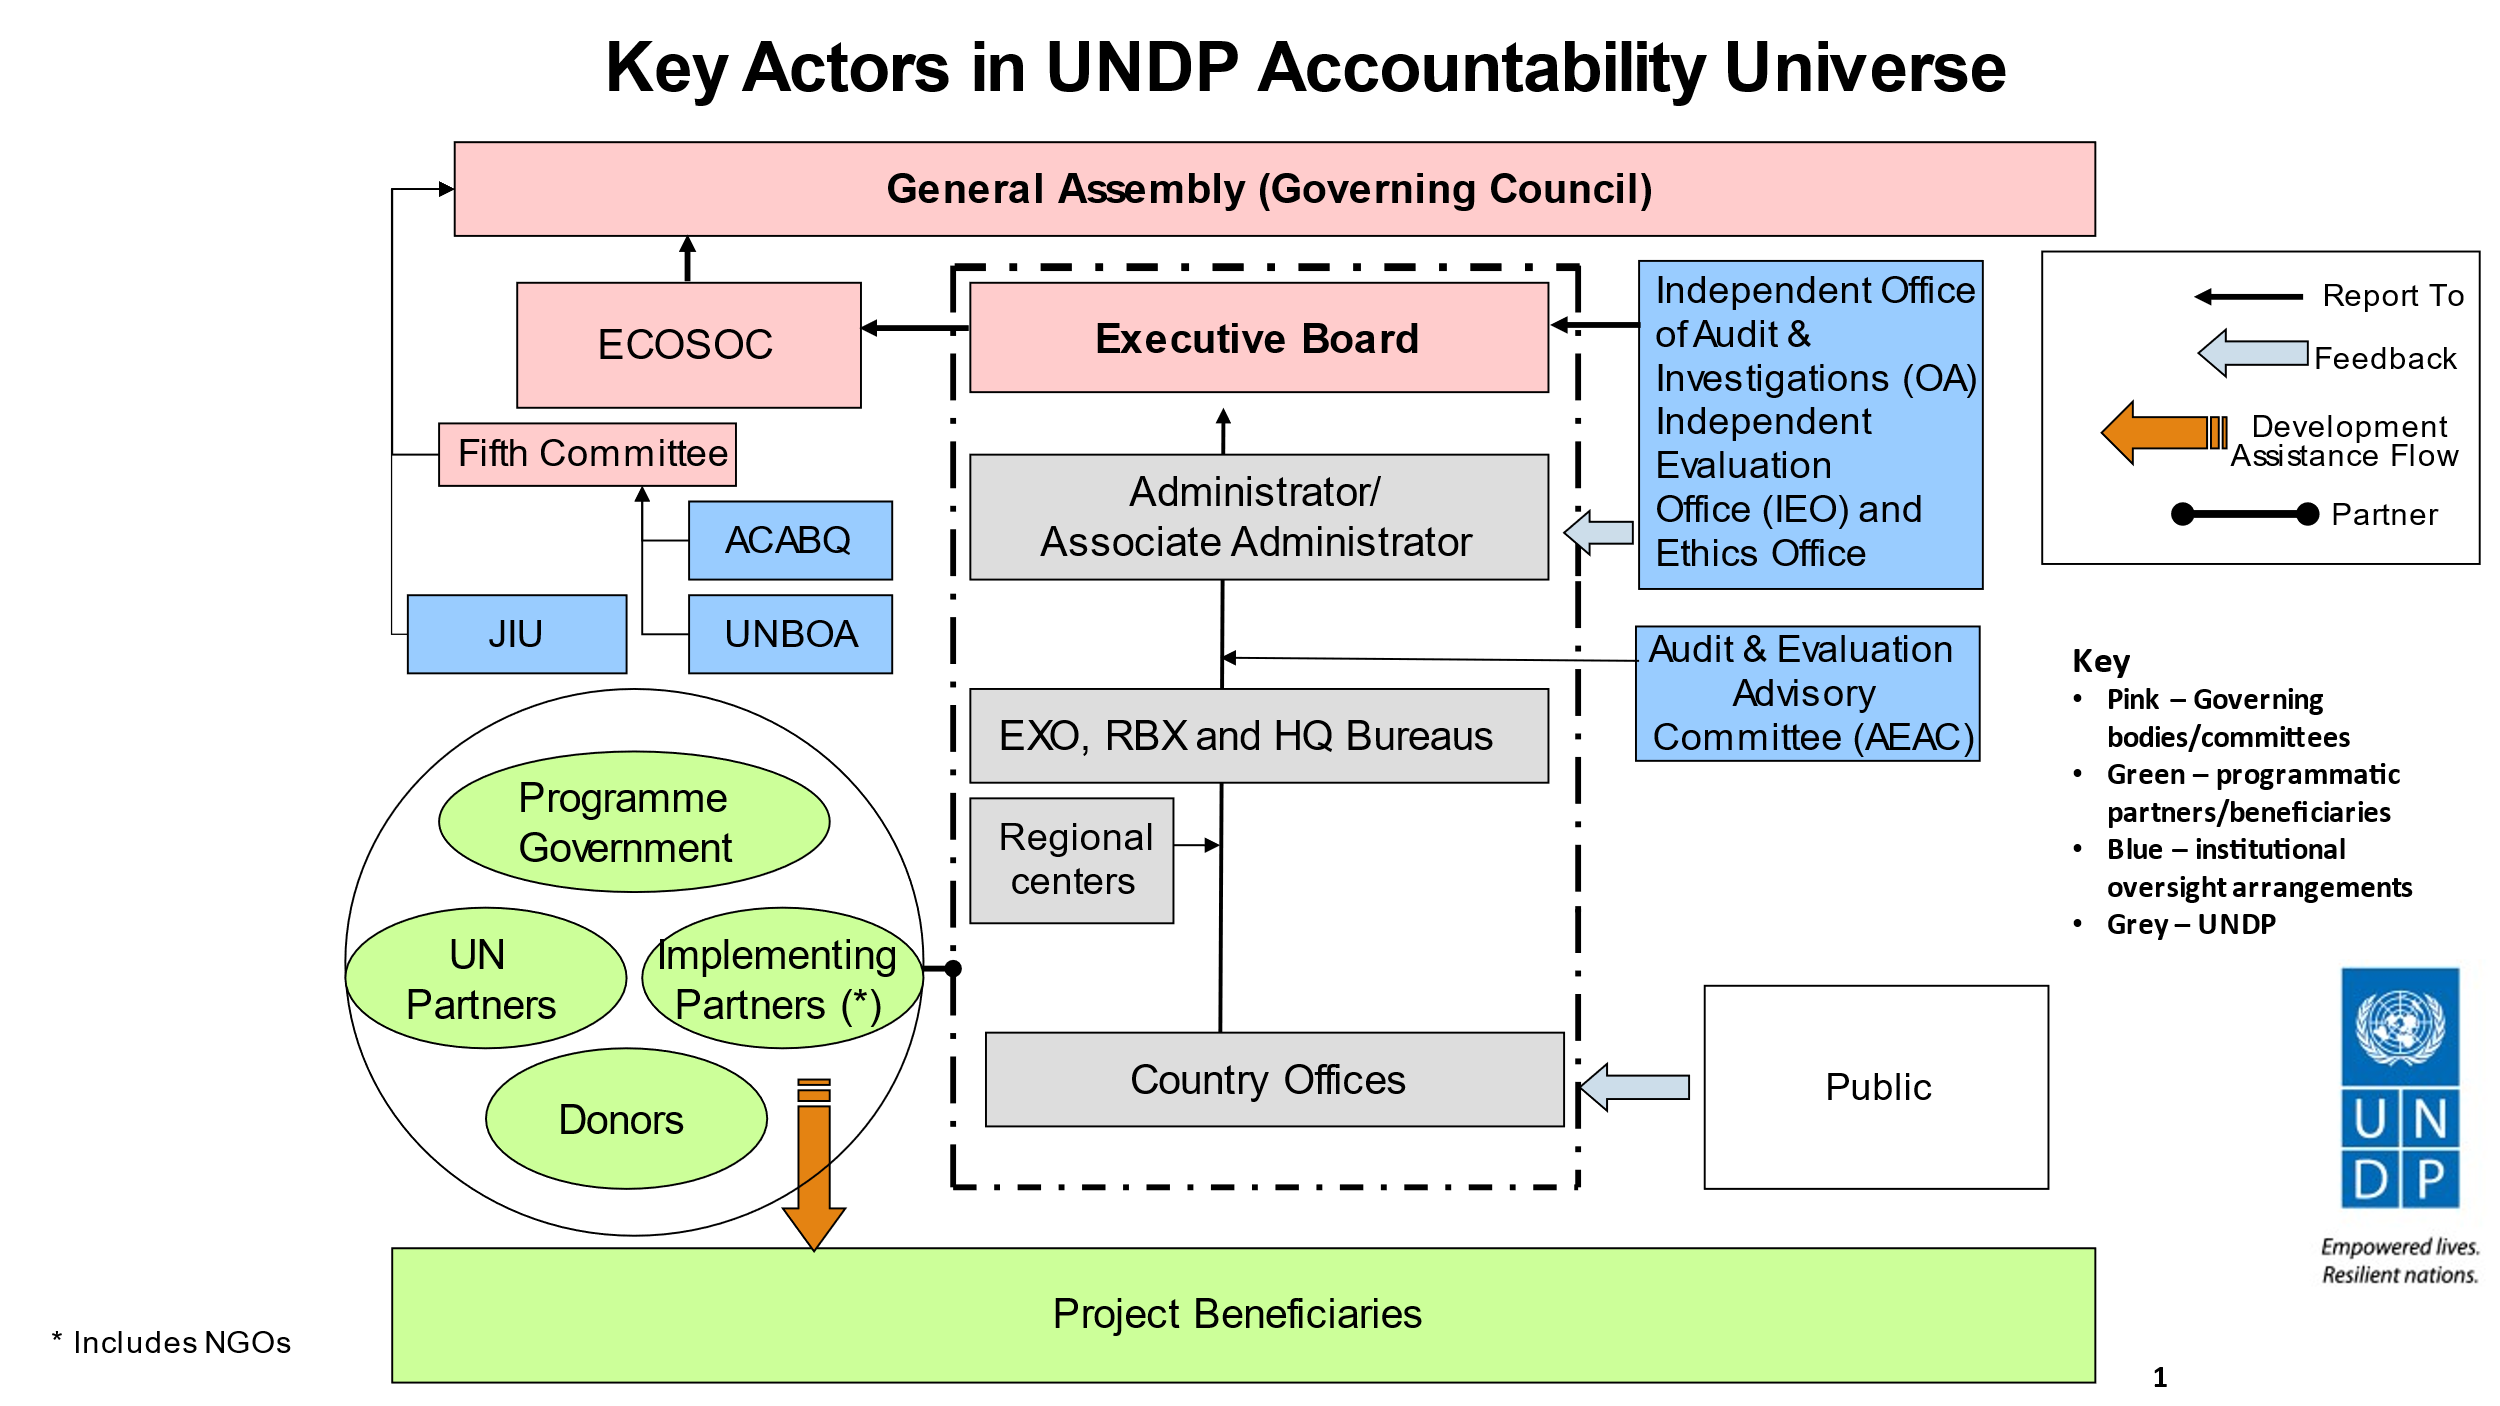 Key Actors in UNDP Accountability Universe
General Assembly (Governing Council)
ECOSOC
Executive Board
Independent Office
of Audit &
Investigations (OA)
Independent
Evaluation
Office (IEO) and
Ethics Office
Report To
Feedback
Development
Assistance Flow
Partner
Fifth Committee
ACABQ
JIU
UNBOA
Administrator/
Associate Administrator
Audit & Evaluation
Advisory
Committee (AEAC)
EXO, RBX and HQ Bureaus
Regional
centers
Country Offices
Public
Key
• Pink – Governing
bodies/committees
• Green – programmatic
partners/beneficiaries
• Blue – institutional
oversight arrangements
• Grey – UNDP
Programme
Government
UN
Partners
Implementing
Partners (*)
Donors
U N
D P
Empowered lives.
Resilient nations.
Project Beneficiaries
* Includes NGOs
1